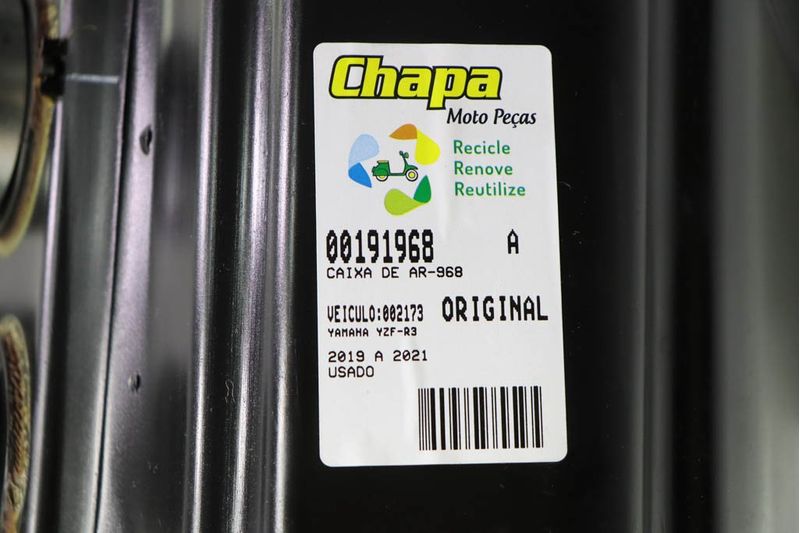 Chapa
Moto Peças
Recicle
Renove
Reutilize
00191968 A
CAIXA DE AR-968
VEICULO:002173 ORIGINAL
YAMAHA YZF-R3
2019 A 2021
USADO